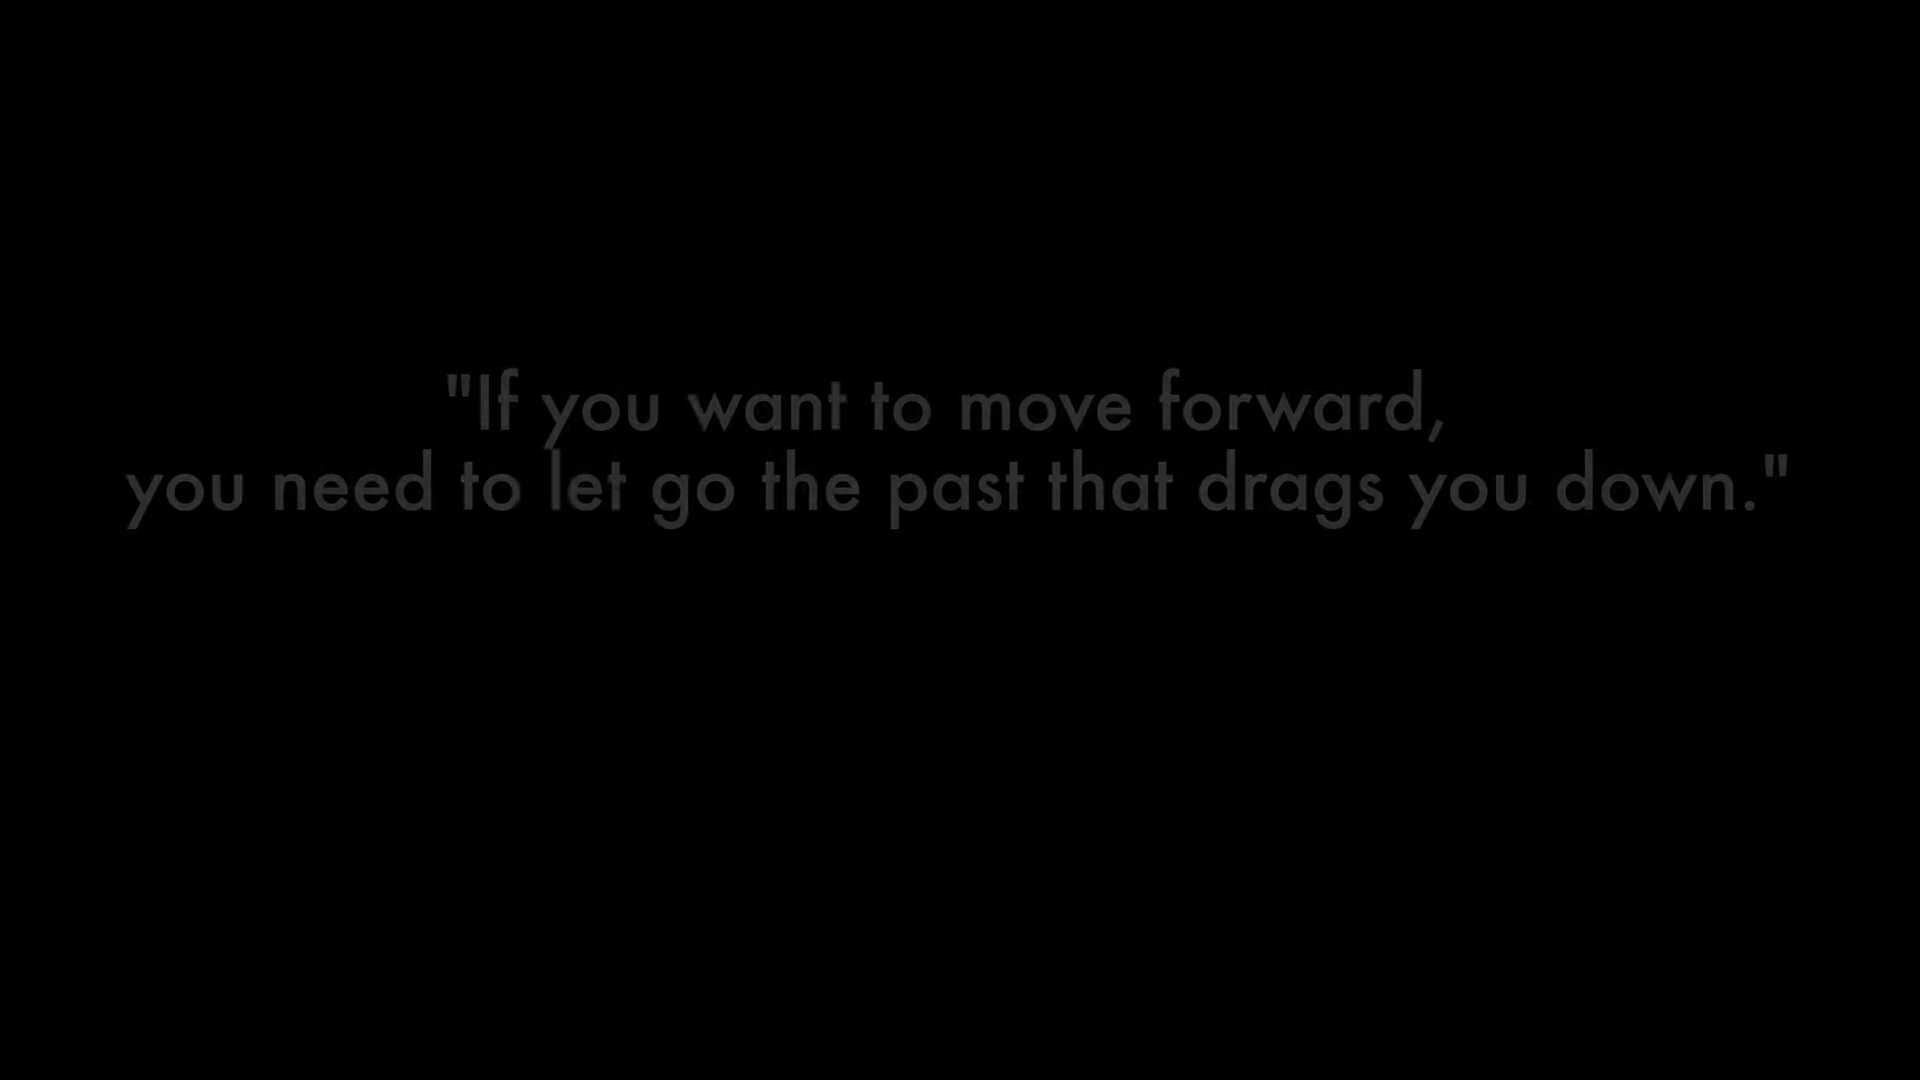 "If you want to move forward,
you need to let go the past that drags you down."